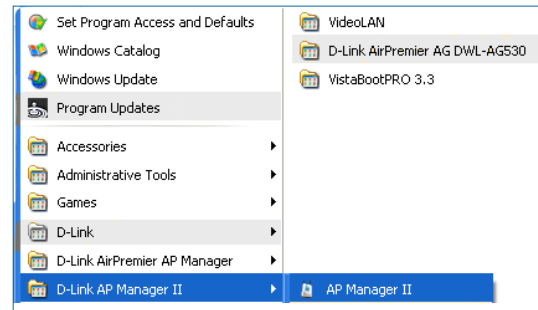 Set Program Access and Defaults
Windows Catalog
Windows Update
Program Updates
Accessories
Administrative Tools
Games
D-Link
D-Link AirPremier AP Manager
D-Link AP Manager II
VideoLAN
D-Link AirPremier AG DWL-AG530
VistaBootPRO 3.3
AP Manager II